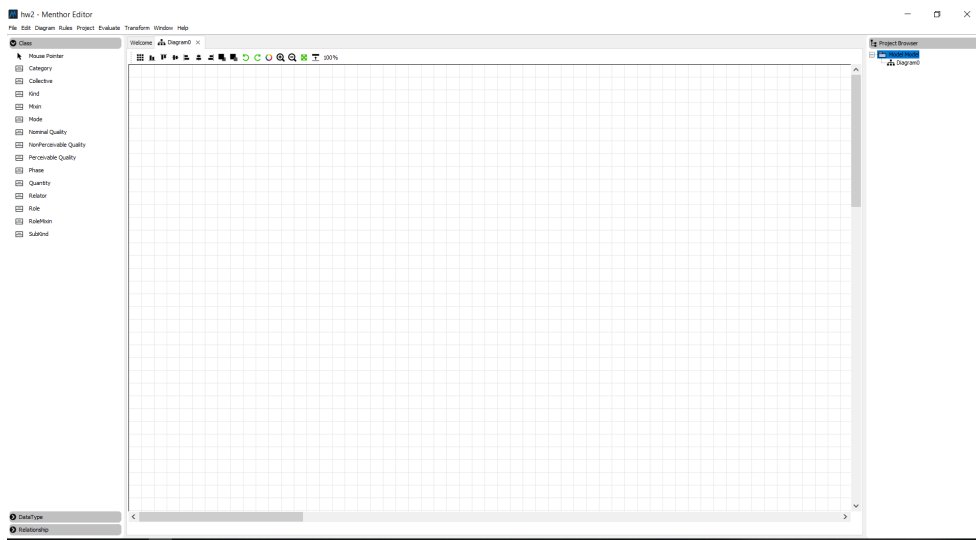 hw2 - Menthor Editor
File Edit Diagram Rules Project Evaluate Transform Window Help
Class
Mouse Pointer
Category
Collective
Kind
Mixin
Mode
Nominal Quality
NonPerceivable Quality
Perceivable Quality
Phase
Quantity
Relator
Role
RoleMixin
SubKind
DataType
Relationship
Welcome Diagram0
100%
Project Browser
Model Model
Diagram0